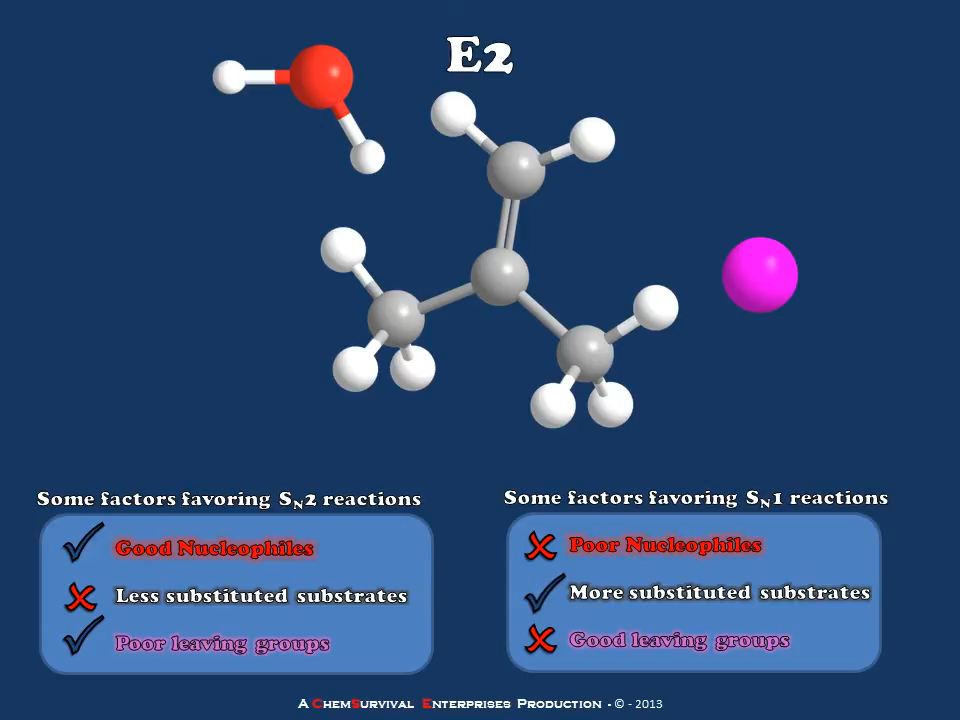 E2
Some factors favoring SN2 reactions
Good Nucleophiles
Less substituted substrates
Poor leaving groups
Some factors favoring SN1 reactions
Poor Nucleophiles
More substituted substrates
Good leaving groups
A ChemSurvival Enterprises Production - © - 2013